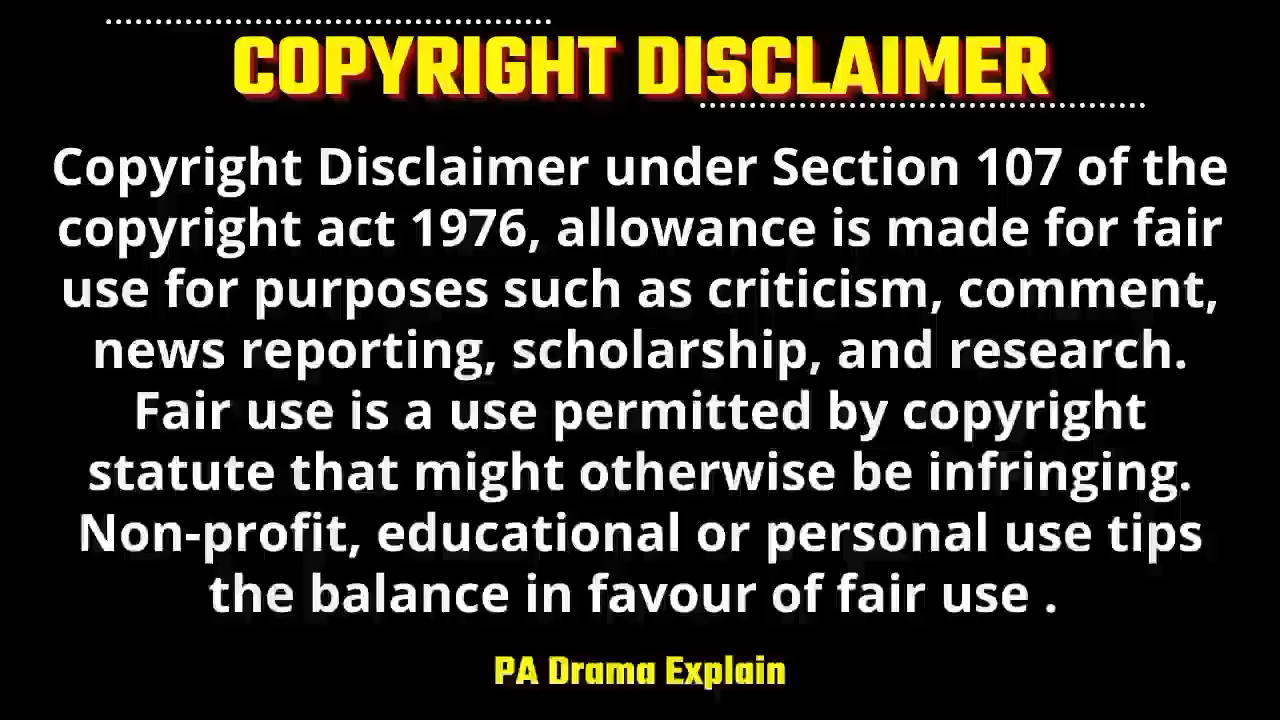 COPYRIGHT DISCLAIMER
Copyright Disclaimer under Section 107 of the
copyright act 1976, allowance is made for fair
use for purposes such as criticism, comment,
news reporting, scholarship, and research.
Fair use is a use permitted by copyright
statute that might otherwise be infringing.
Non-profit, educational or personal use tips
the balance in favour of fair use .
PA Drama Explain